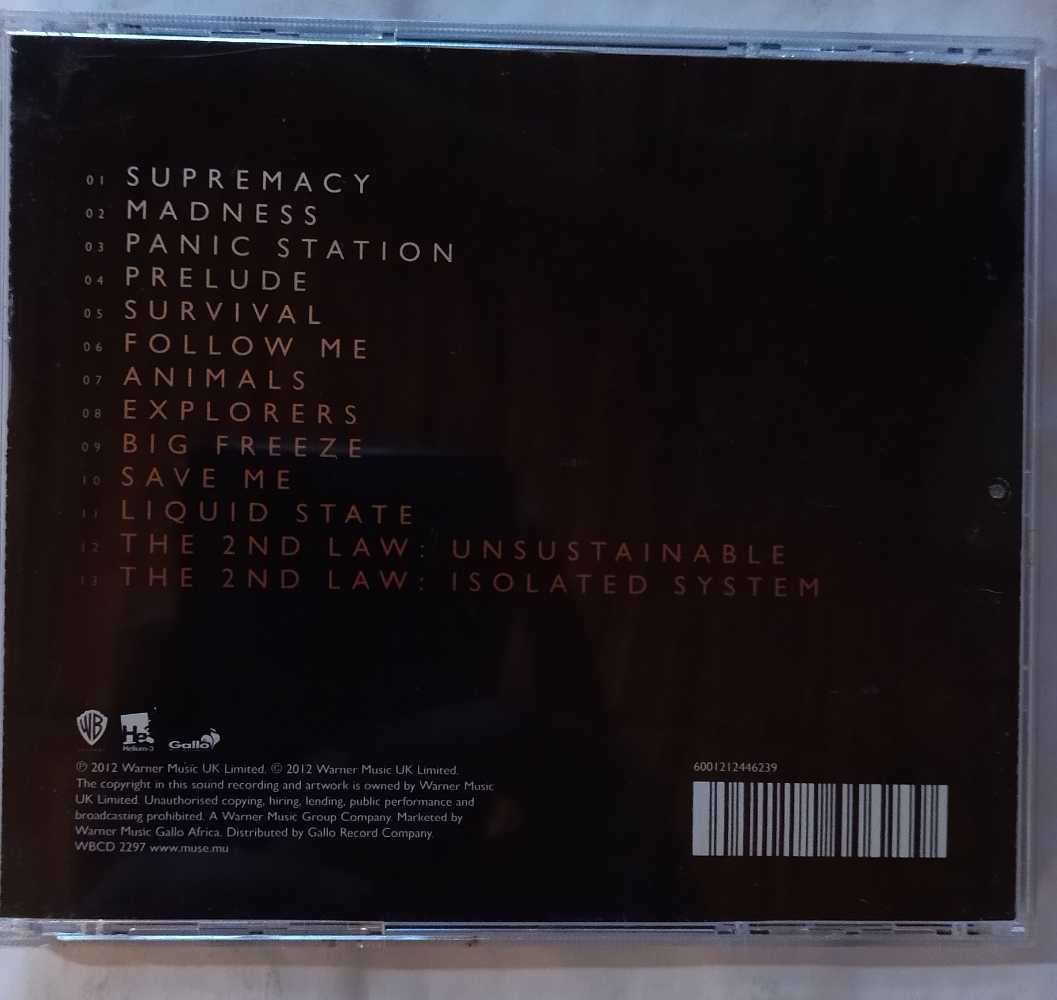 01 SUPREMACY
02 MADNESS
03 PANIC STATION
04 PRELUDE
05 SURVIVAL
06 FOLLOW ME
07 ANIMALS
08 EXPLORERS
09 BIG FREEZE
10 SAVE ME
11 LIQUID STATE
12 THE 2ND LAW: UNSUSTAINABLE
13 THE 2ND LAW: ISOLATED SYSTEM
WB
He
Helium-3
Gallo
℗ 2012 Warner Music UK Limited. © 2012 Warner Music UK Limited.
The copyright in this sound recording and artwork is owned by Warner Music
UK Limited. Unauthorised copying, hiring, lending, public performance and
broadcasting prohibited. A Warner Music Group Company. Marketed by
Warner Music Gallo Africa. Distributed by Gallo Record Company.
WBCD 2297 www.muse.mu
6001212446239